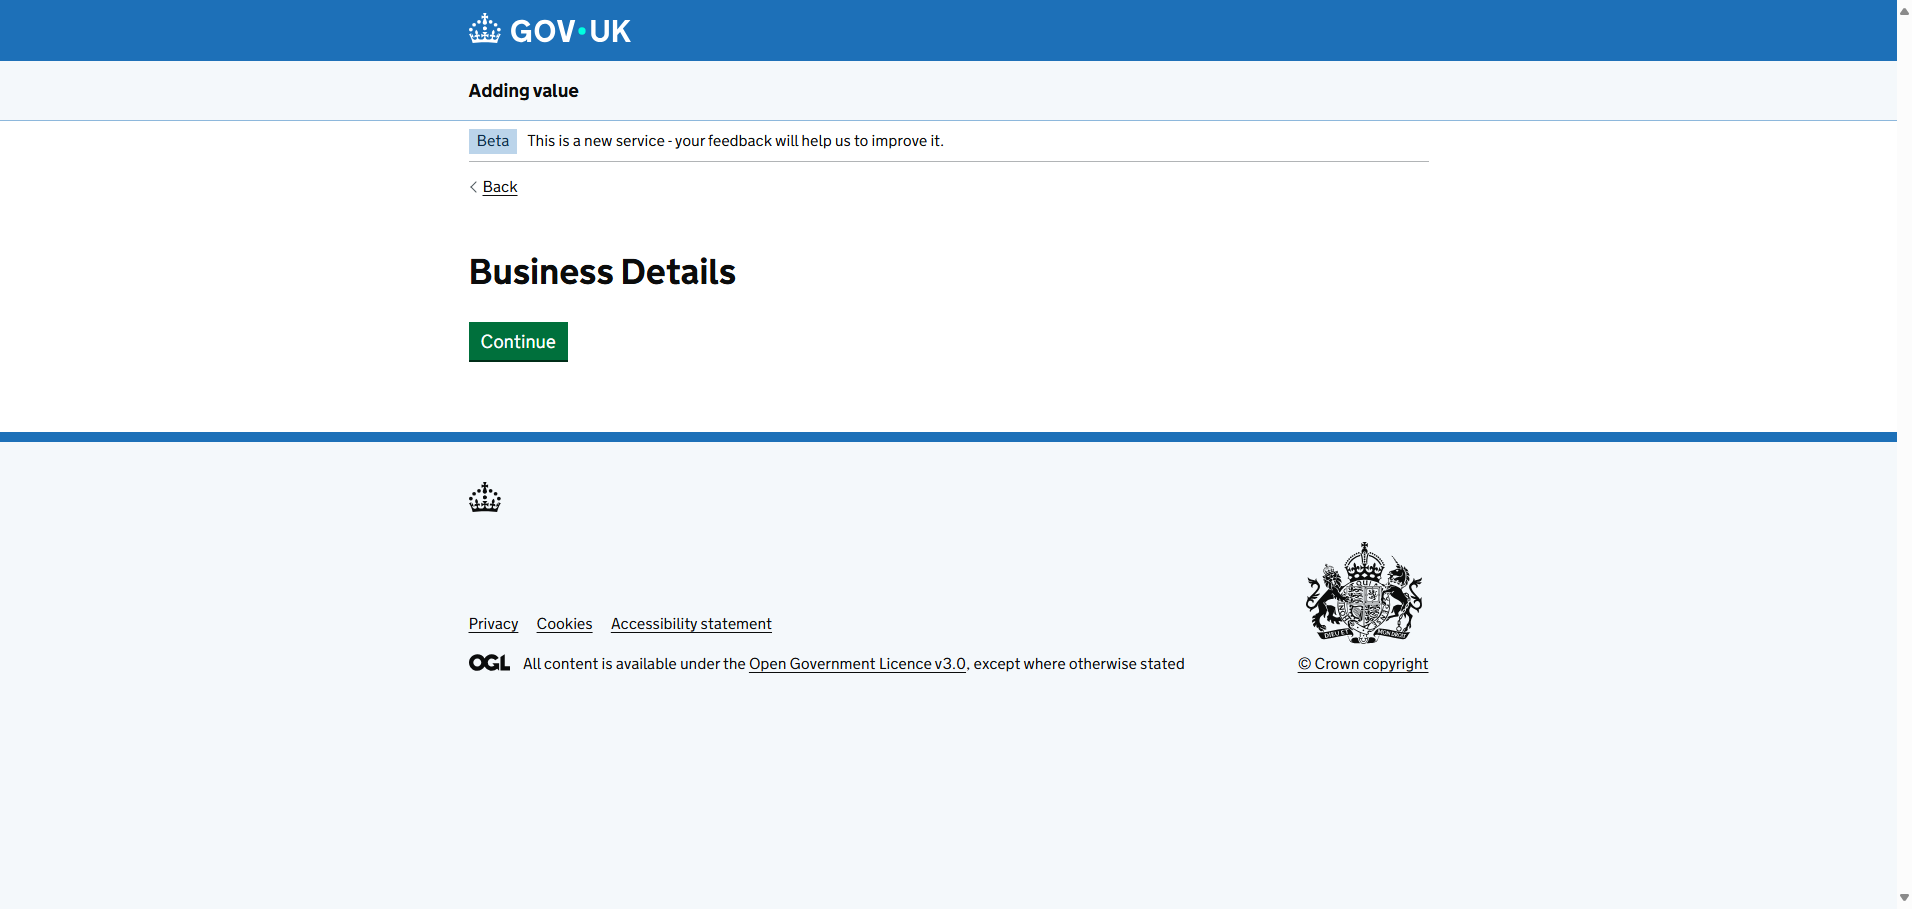 GOV·UK
Adding value
Beta This is a new service - your feedback will help us to improve it.
Back
Business Details
Continue
Privacy Cookies Accessibility statement
OGL All content is available under the Open Government Licence v3.0, except where otherwise stated
© Crown copyright